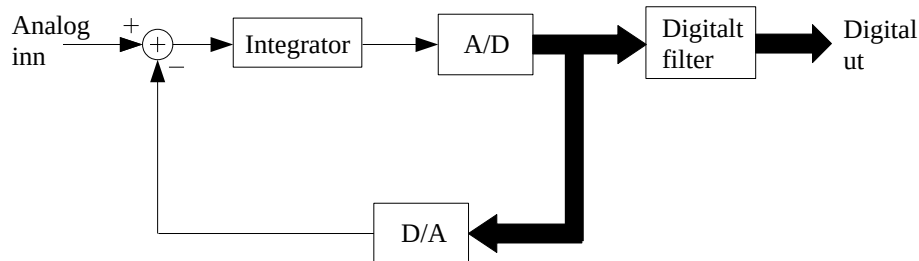 Analog
inn
+
+
−
Integrator
A/D
Digitalt
filter
Digital
ut
D/A